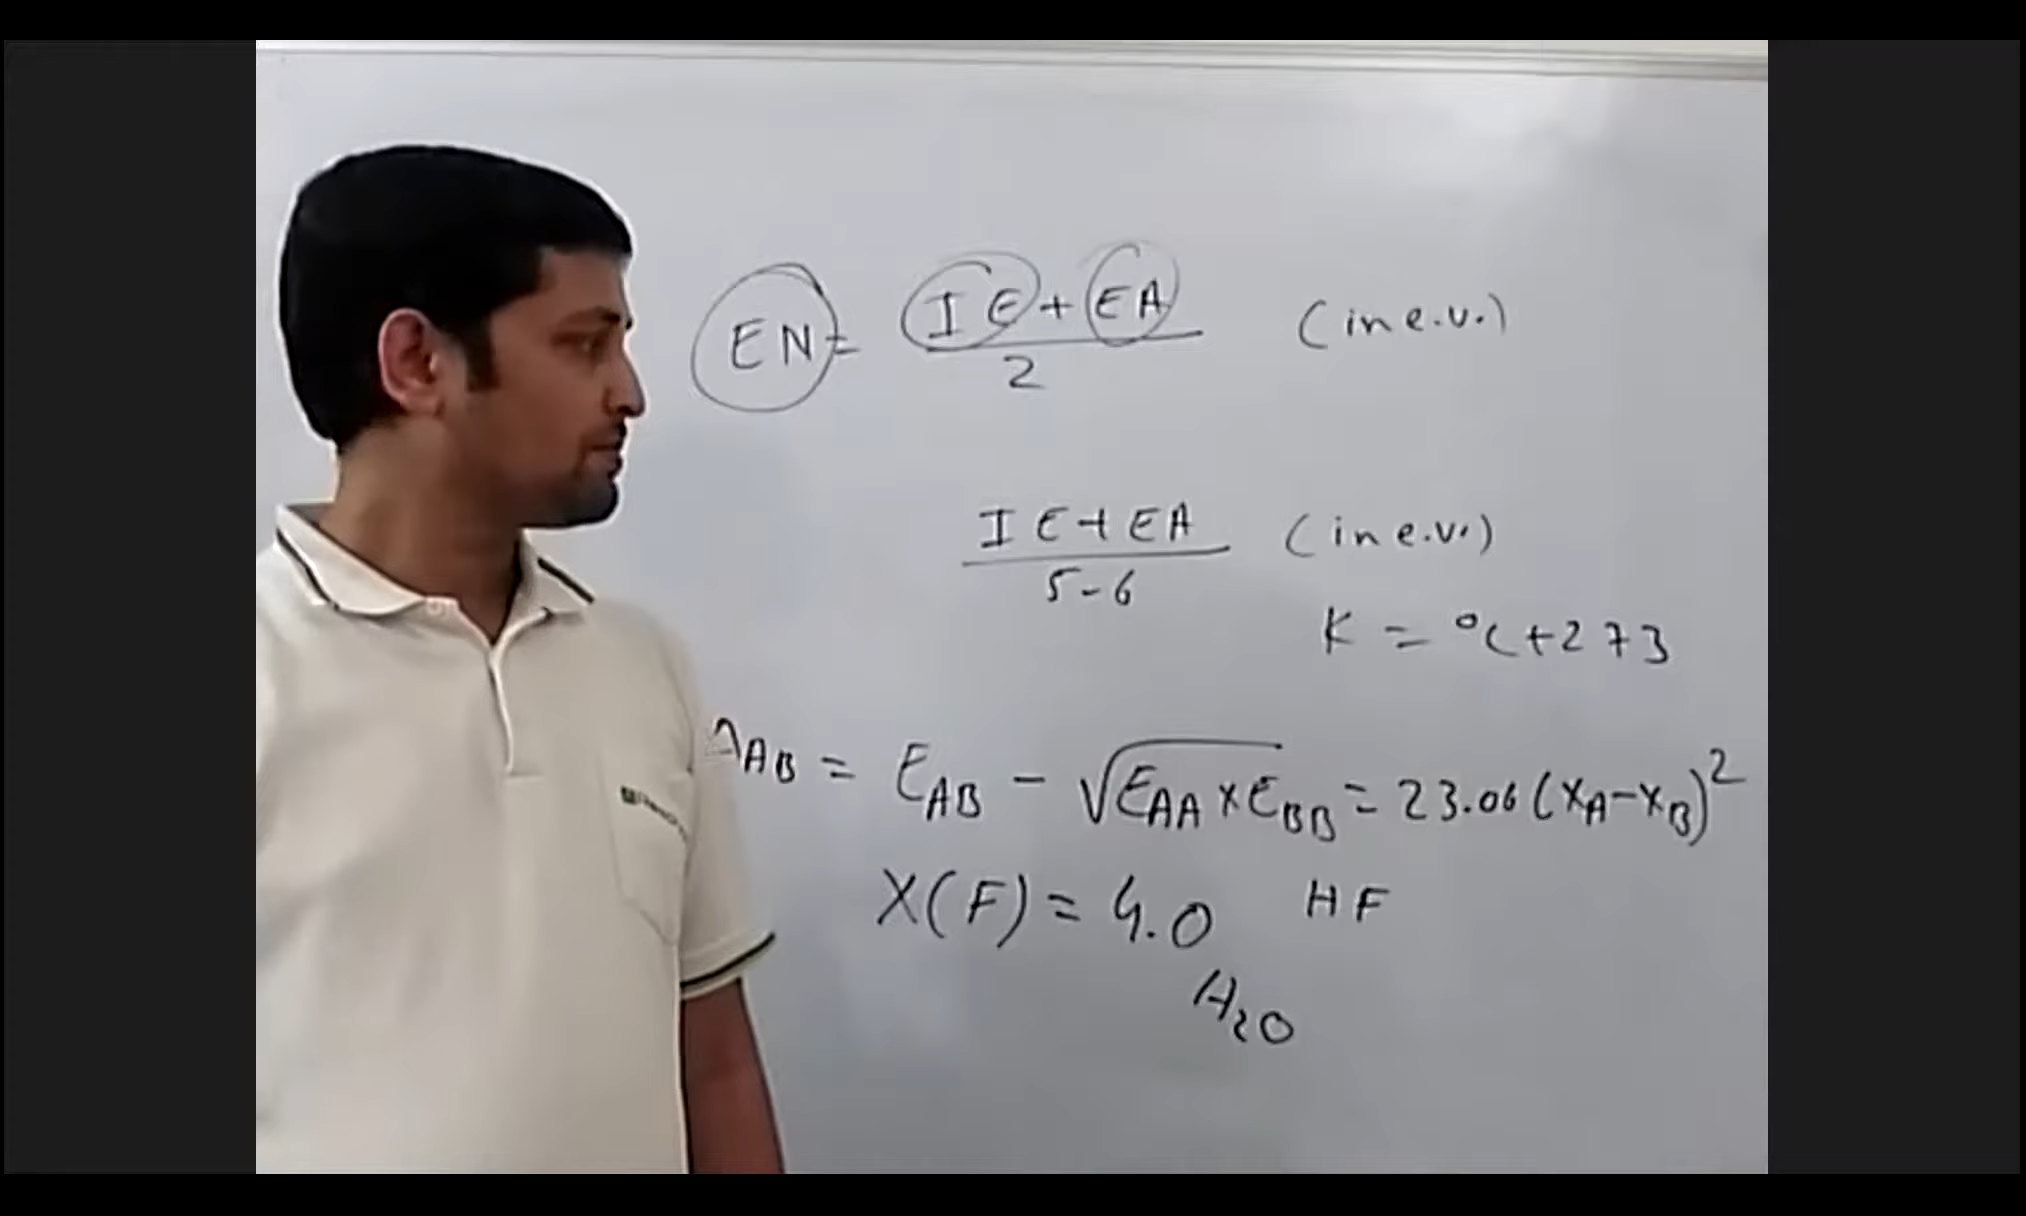 EN = IE + EA / 2 (in e.v.)
IE + EA / 5-6 (in e.v.)
K = °C + 273
ΔAB = EAB - √EAA × EBB = 23.06 (XA - XB)²
X(F) = 4.0 HF
H₂O